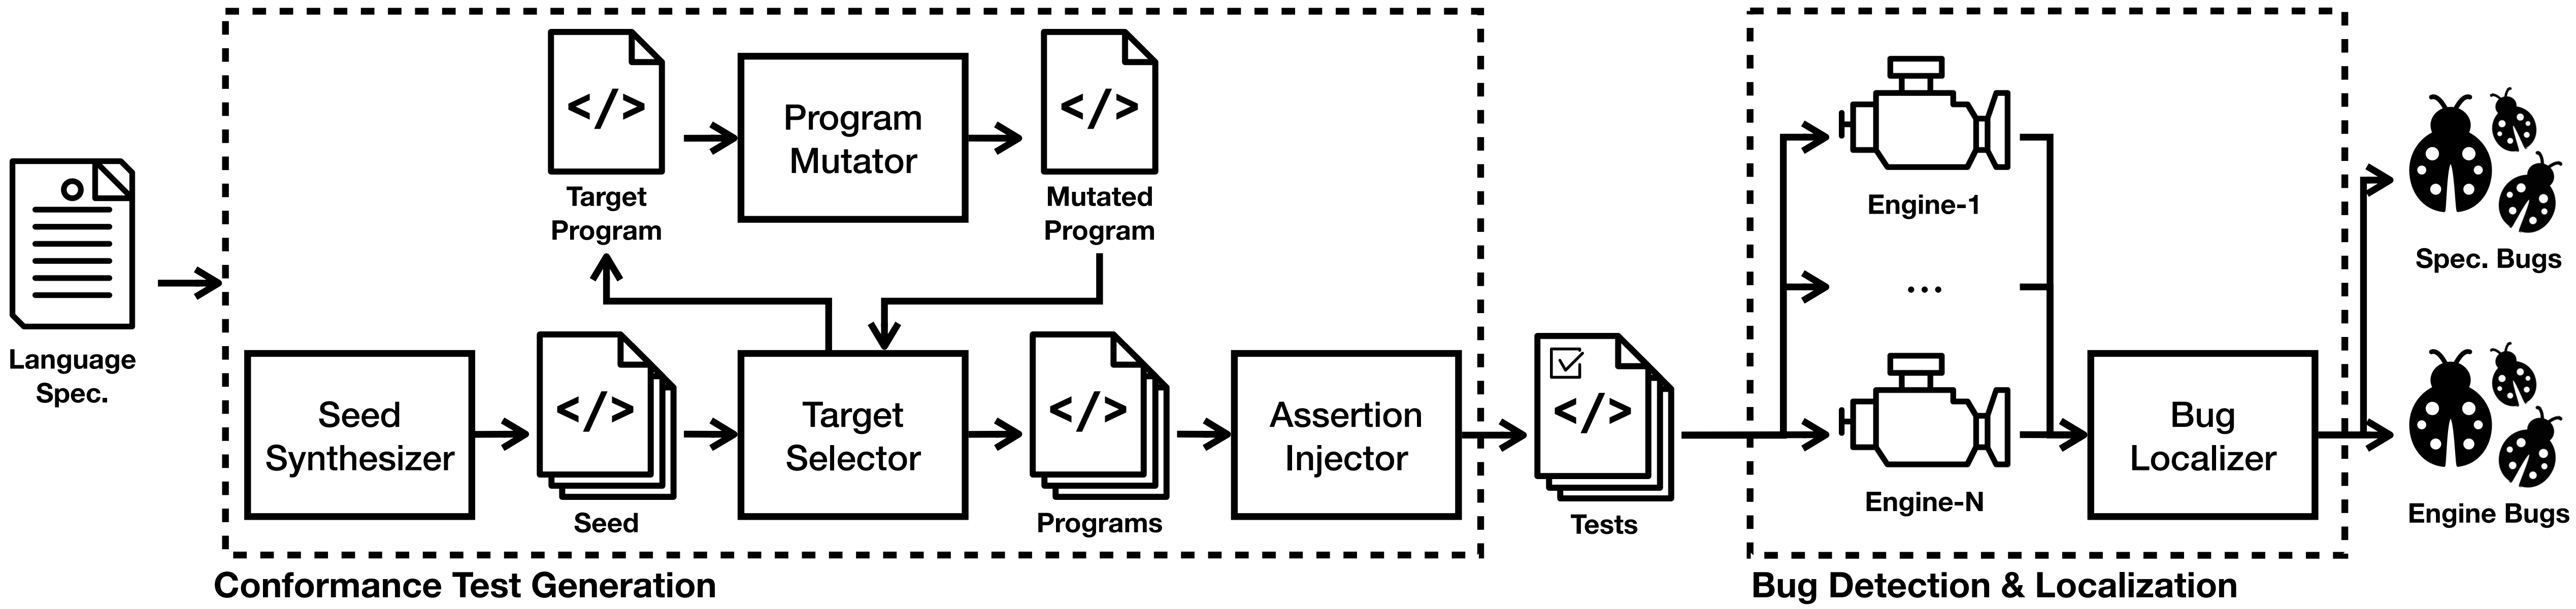 Language
Spec.
</>
Target
Program
Program
Mutator
</>
Mutated
Program
Seed
Synthesizer
</>
Seed
Target
Selector
</>
Programs
Assertion
Injector
Conformance Test Generation
</>
Tests
Engine-1
...
Engine-N
Bug
Localizer
Bug Detection & Localization
Spec. Bugs
Engine Bugs